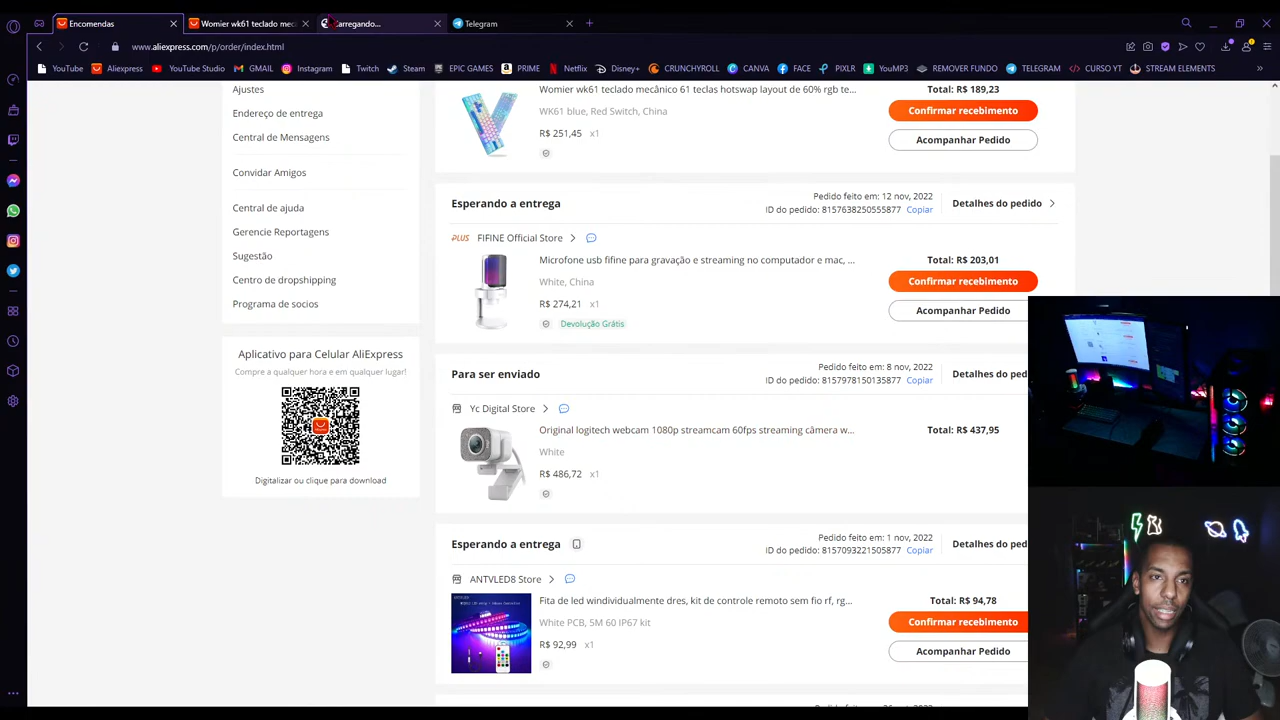 Encomendas
Womier wk61 teclado mec
Carregando...
Telegram
www.aliexpress.com/p/order/index.html
YouTube
Aliexpress
YouTube Studio
GMAIL
Instagram
Twitch
Steam
EPIC GAMES
PRIME
Netflix
Disney+
CRUNCHYROLL
CANVA
FACE
PIXLR
YouMP3
REMOVER FUNDO
TELEGRAM
CURSO YT
STREAM ELEMENTS
Ajustes
Endereço de entrega
Central de Mensagens
Convidar Amigos
Central de ajuda
Gerencie Reportagens
Sugestão
Centro de dropshipping
Programa de socios
Aplicativo para Celular AliExpress
Compre a qualquer hora e em qualquer lugar!
Digitalizar ou clique para download
Womier wk61 teclado mecânico 61 teclas hotswap layout de 60% rgb te...
WK61 blue, Red Switch, China
R$ 251,45 x1
Total: R$ 189,23
Confirmar recebimento
Acompanhar Pedido
Esperando a entrega
Pedido feito em: 12 nov, 2022
ID do pedido: 8157638250555877 Copiar
Detalhes do pedido
PLUS FIFINE Official Store
Microfone usb fifine para gravação e streaming no computador e mac, ...
White, China
R$ 274,21 x1
Devolução Grátis
Total: R$ 203,01
Confirmar recebimento
Acompanhar Pedido
Para ser enviado
Pedido feito em: 8 nov, 2022
ID do pedido: 8157978150135877 Copiar
Detalhes do ped
Yc Digital Store
Original logitech webcam 1080p streamcam 60fps streaming câmera w...
White
R$ 486,72 x1
Total: R$ 437,95
Esperando a entrega
Pedido feito em: 1 nov, 2022
ID do pedido: 8157093221505877 Copiar
Detalhes do ped
ANTVLED8 Store
Fita de led windividualmente dres, kit de controle remoto sem fio rf, rg...
White PCB, 5M 60 IP67 kit
R$ 92,99 x1
Total: R$ 94,78
Confirmar recebimento
Acompanhar Pedido